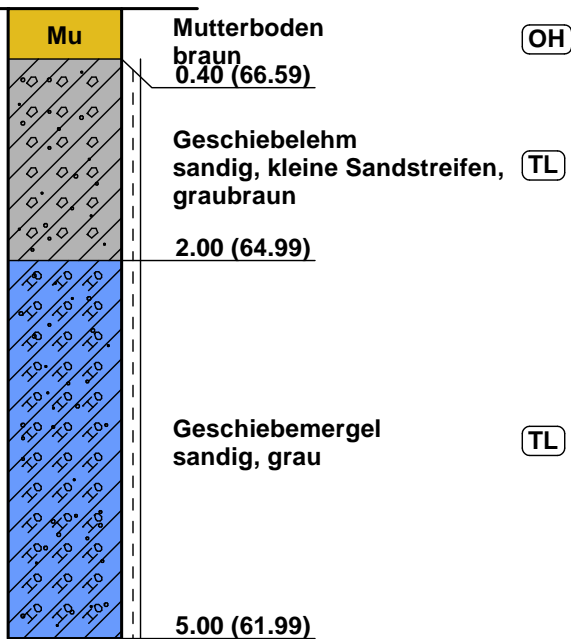 Mu
Mutterboden
braun
OH
0.40 (66.59)
Geschiebelehm
sandig, kleine Sandstreifen,
graubraun
TL
2.00 (64.99)
Geschiebemergel
sandig, grau
TL
5.00 (61.99)